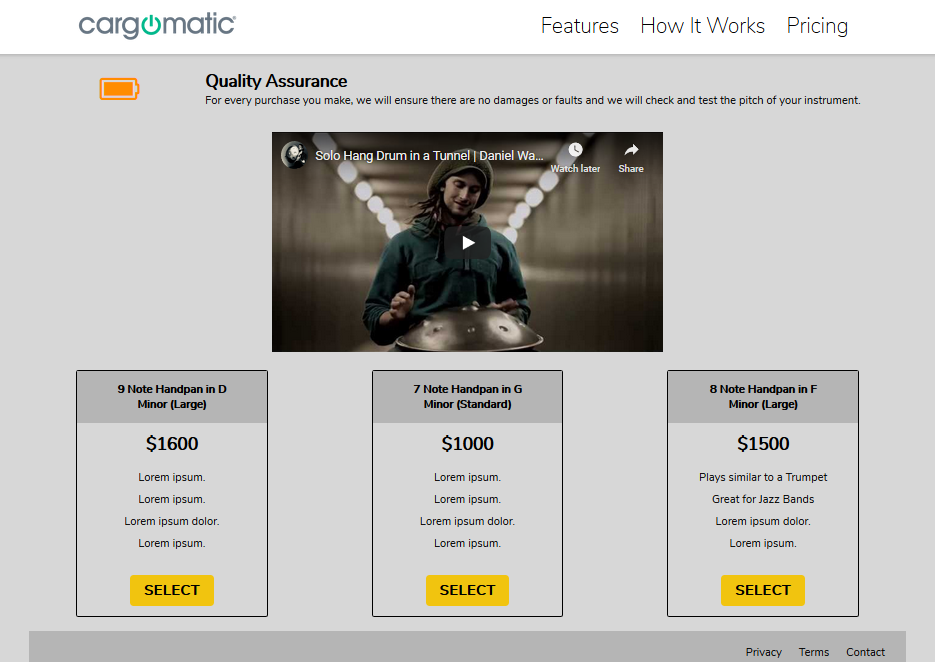 cargomatic
Features How It Works Pricing
Quality Assurance
For every purchase you make, we will ensure there are no damages or faults and we will check and test the pitch of your instrument.
Solo Hang Drum in a Tunnel | Daniel Wa...
Watch later Share
9 Note Handpan in D
Minor (Large)
$1600
Lorem ipsum.
Lorem ipsum.
Lorem ipsum dolor.
Lorem ipsum.
SELECT
7 Note Handpan in G
Minor (Standard)
$1000
Lorem ipsum.
Lorem ipsum.
Lorem ipsum dolor.
Lorem ipsum.
SELECT
8 Note Handpan in F
Minor (Large)
$1500
Plays similar to a Trumpet
Great for Jazz Bands
Lorem ipsum dolor.
Lorem ipsum.
SELECT
Privacy Terms Contact